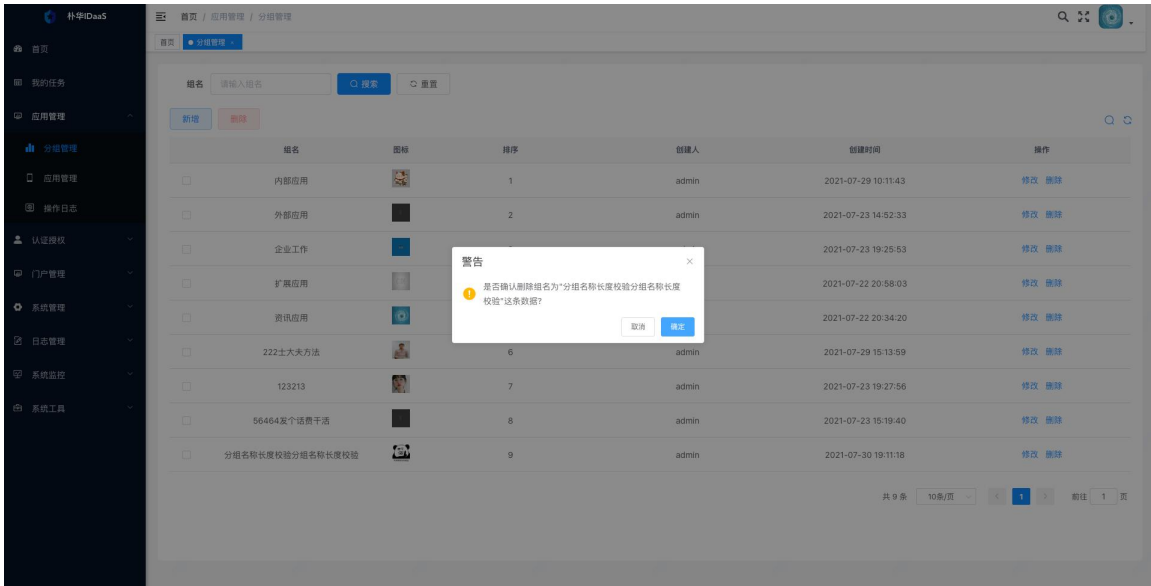 朴华IDaaS
首页
我的任务
应用管理
分组管理
应用管理
操作日志
认证授权
门户管理
系统管理
日志管理
系统监控
系统工具
首页 / 应用管理 / 分组管理
首页 分组管理 ×
组名 请输入组名 搜索 重置
新增 删除
组名 图标 排序 创建人 创建时间 操作
内部应用 1 admin 2021-07-29 10:11:43 修改 删除
外部应用 2 admin 2021-07-23 14:52:33 修改 删除
企业工作 2021-07-23 19:25:53 修改 删除
扩展应用 2021-07-22 20:58:03 修改 删除
资讯应用 2021-07-22 20:34:20 修改 删除
222士大夫方法 6 admin 2021-07-29 15:13:59 修改 删除
123213 7 admin 2021-07-23 19:27:56 修改 删除
56464发个话费干活 8 admin 2021-07-23 15:19:40 修改 删除
分组名称长度校验分组名称长度校验 9 admin 2021-07-30 19:11:18 修改 删除
警告
是否确认删除组名为"分组名称长度校验分组名称长度
校验"这条数据?
取消 确定
共 9 条 10条/页 1 前往 1 页